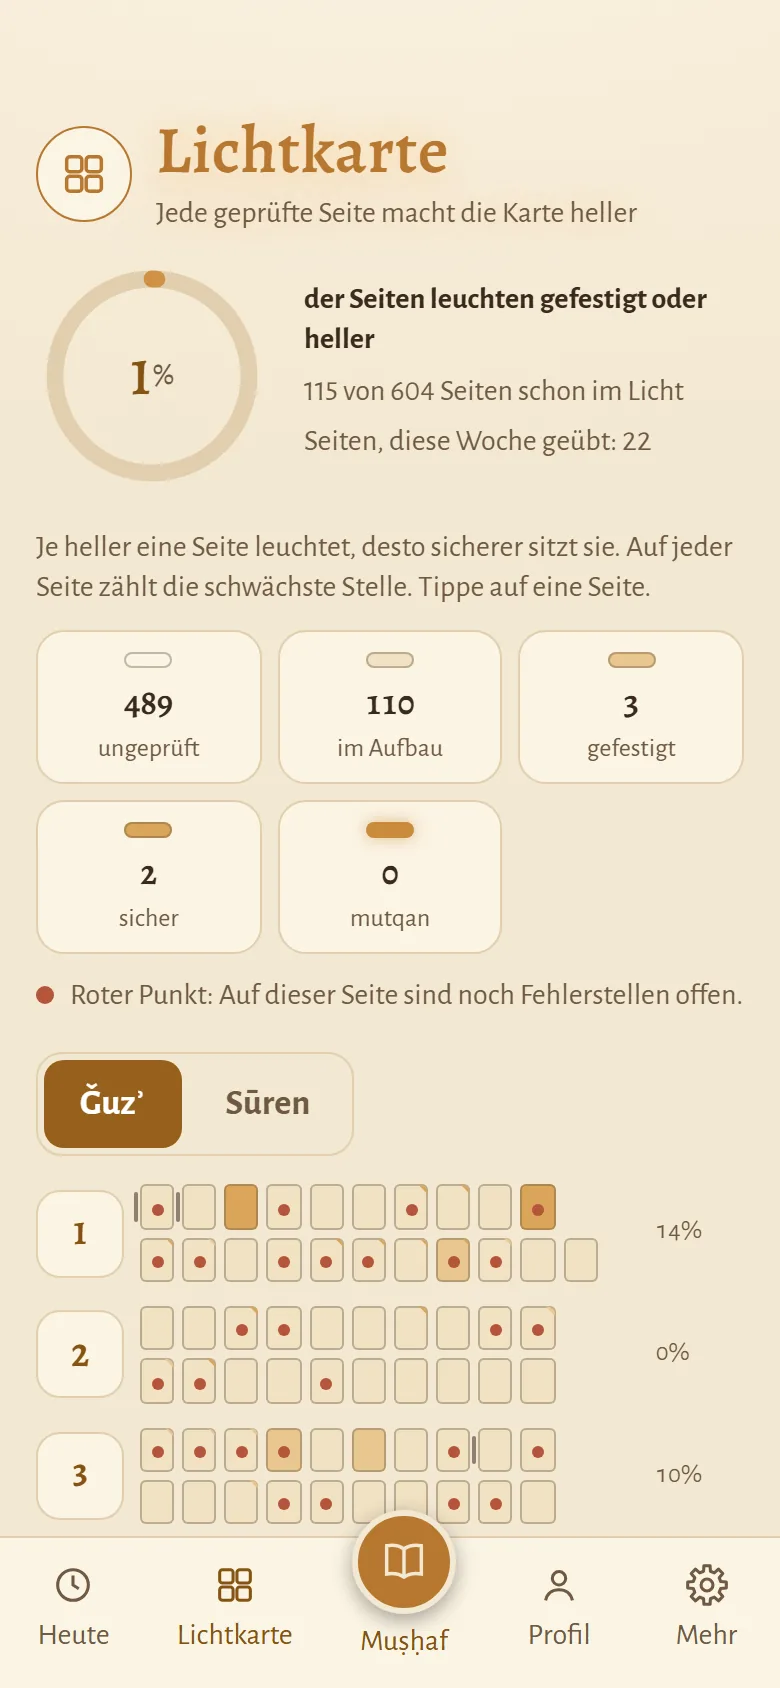 Lichtkarte
Jede geprüfte Seite macht die Karte heller
1%
der Seiten leuchten gefestigt oder
heller
115 von 604 Seiten schon im Licht
Seiten, diese Woche geübt: 22
Je heller eine Seite leuchtet, desto sicherer sitzt sie. Auf jeder
Seite zählt die schwächste Stelle. Tippe auf eine Seite.
489
ungeprüft
110
im Aufbau
3
gefestigt
2
sicher
0
mutqan
Roter Punkt: Auf dieser Seite sind noch Fehlerstellen offen.
Ǧuzʾ
Sūren
1
14%
2
0%
3
10%
Heute
Lichtkarte
Muṣḥaf
Profil
Mehr